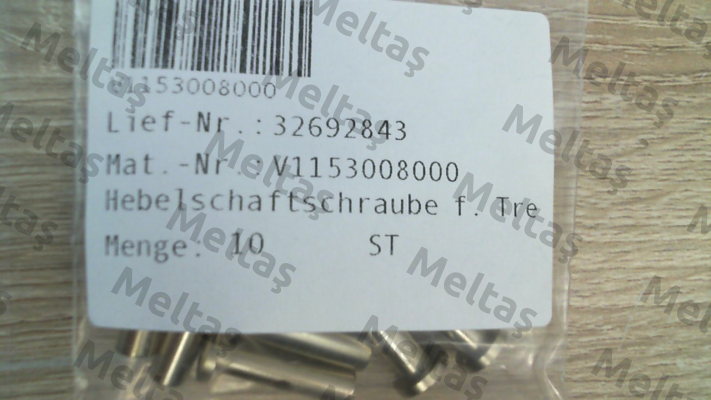 V1153008000
Lief-Nr.: 32692843
Mat.-Nr.: V1153008000
Hebelschaftschraube f. Tre
Menge: 10 ST
Meltaş